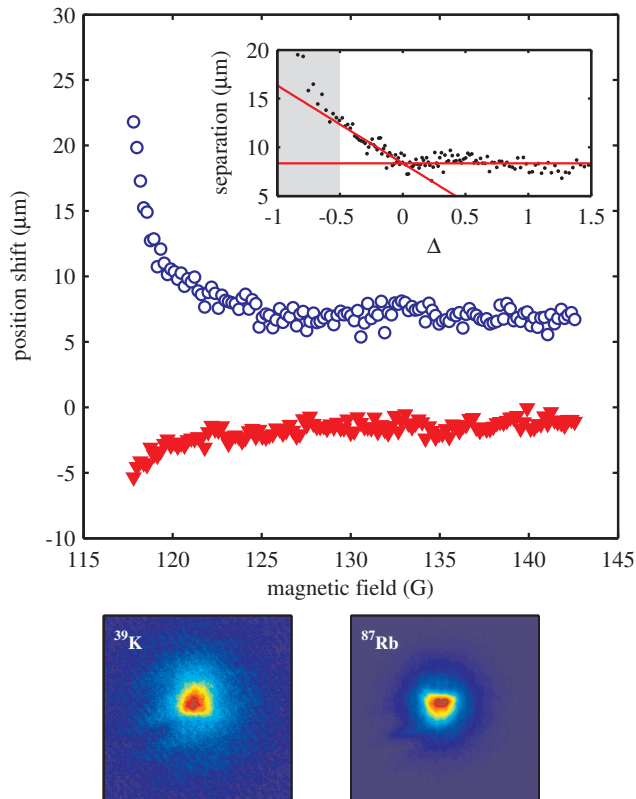 30
25
20
15
10
5
0
-5
-10
position shift (μm)
115 120 125 130 135 140 145
magnetic field (G)
20
15
10
5
separation (μm)
-1 -0.5 0 0.5 1 1.5
Δ
³⁹K
⁸⁷Rb